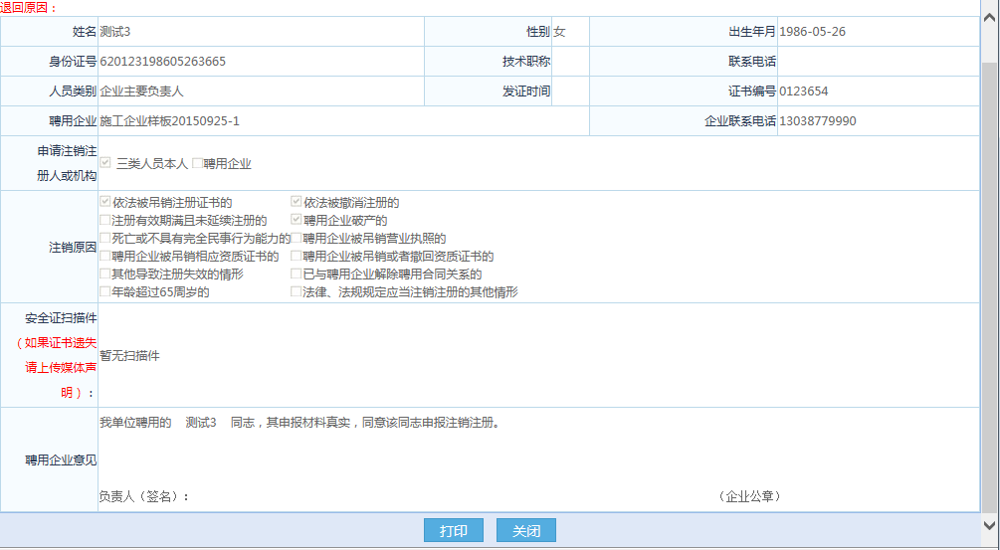 退回原因：
姓名 测试3 性别 女 出生年月 1986-05-26
身份证号 620123198605263665 技术职称 联系电话
人员类别 企业主要负责人 发证时间 证书编号 0123654
聘用企业 施工企业样板20150925-1 企业联系电话 13038779990
申请注销注
册人或机构
三类人员本人 聘用企业
注销原因
依法被吊销注册证书的 依法被撤消注册的
注册有效期满且未延续注册的 聘用企业破产的
死亡或不具有完全民事行为能力的 聘用企业被吊销营业执照的
聘用企业被吊销相应资质证书的 聘用企业被吊销或者撤回资质证书的
其他导致注册失效的情形 已与聘用企业解除聘用合同关系的
年龄超过65周岁的 法律、法规规定应当注销注册的其他情形
安全证扫描件
（如果证书遗失
请上传媒体声
明）：
暂无扫描件
聘用企业意见
我单位聘用的 测试3 同志，其申报材料真实，同意该同志申报注销注册。
负责人（签名）： （企业公章）
打印 关闭